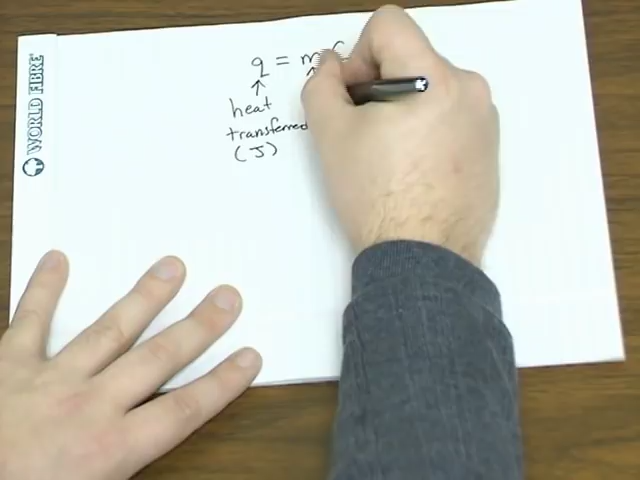 WORLD FIBRE
q = m
heat
transferred
(J)